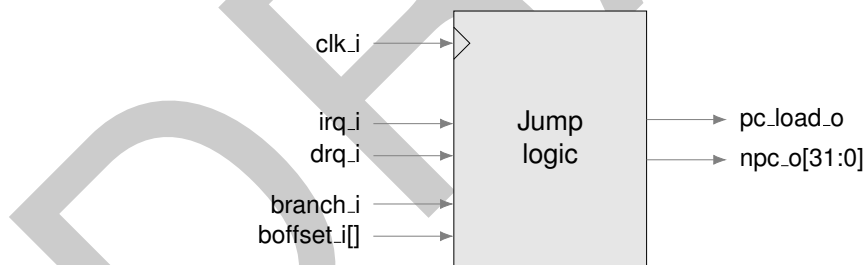 clk_i
irq_i
drq_i
branch_i
boffset_i[]
Jump
logic
pc_load_o
npc_o[31:0]